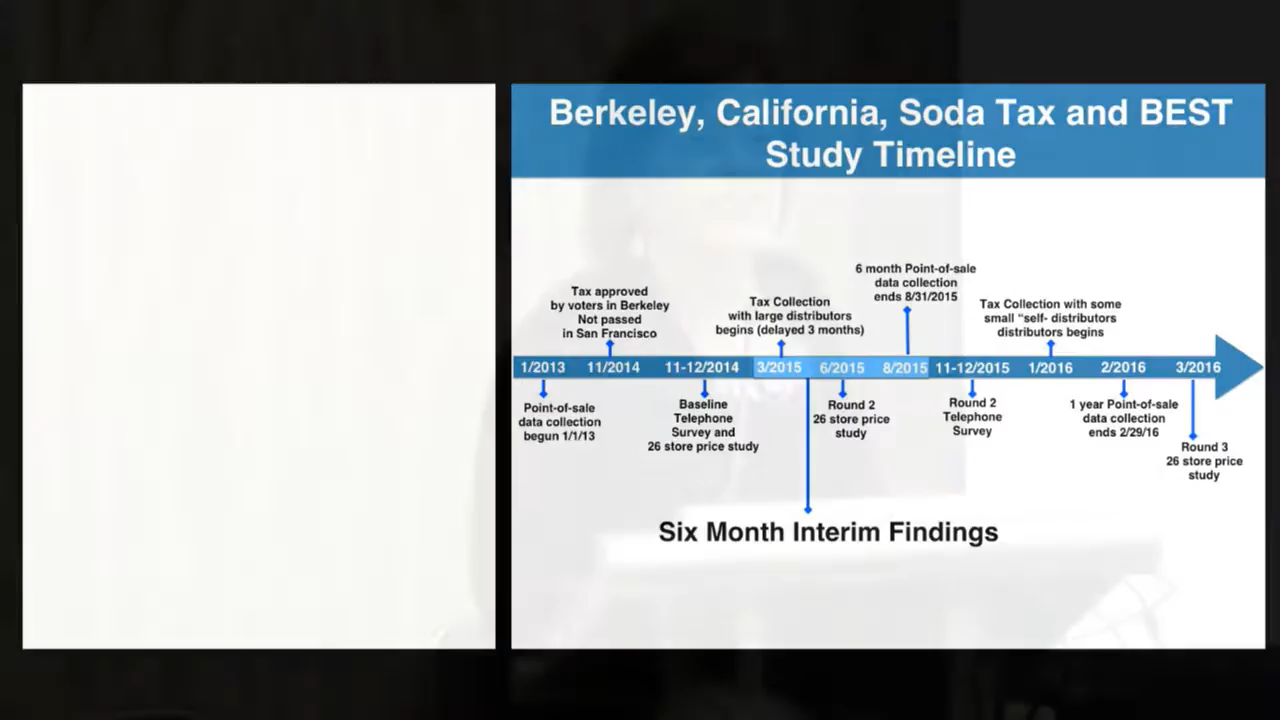 Berkeley, California, Soda Tax and BEST
Study Timeline
Tax approved
by voters in Berkeley
Not passed
in San Francisco
Tax Collection
with large distributors
begins (delayed 3 months)
6 month Point-of-sale
data collection
ends 8/31/2015
Tax Collection with some
small “self- distributors
distributors begins
1/2013 11/2014 11-12/2014 3/2015 6/2015 8/2015 11-12/2015 1/2016 2/2016 3/2016
Point-of-sale
data collection
begun 1/1/13
Baseline
Telephone
Survey and
26 store price study
Round 2
26 store price
study
Round 2
Telephone
Survey
1 year Point-of-sale
data collection
ends 2/29/16
Round 3
26 store price
study
Six Month Interim Findings